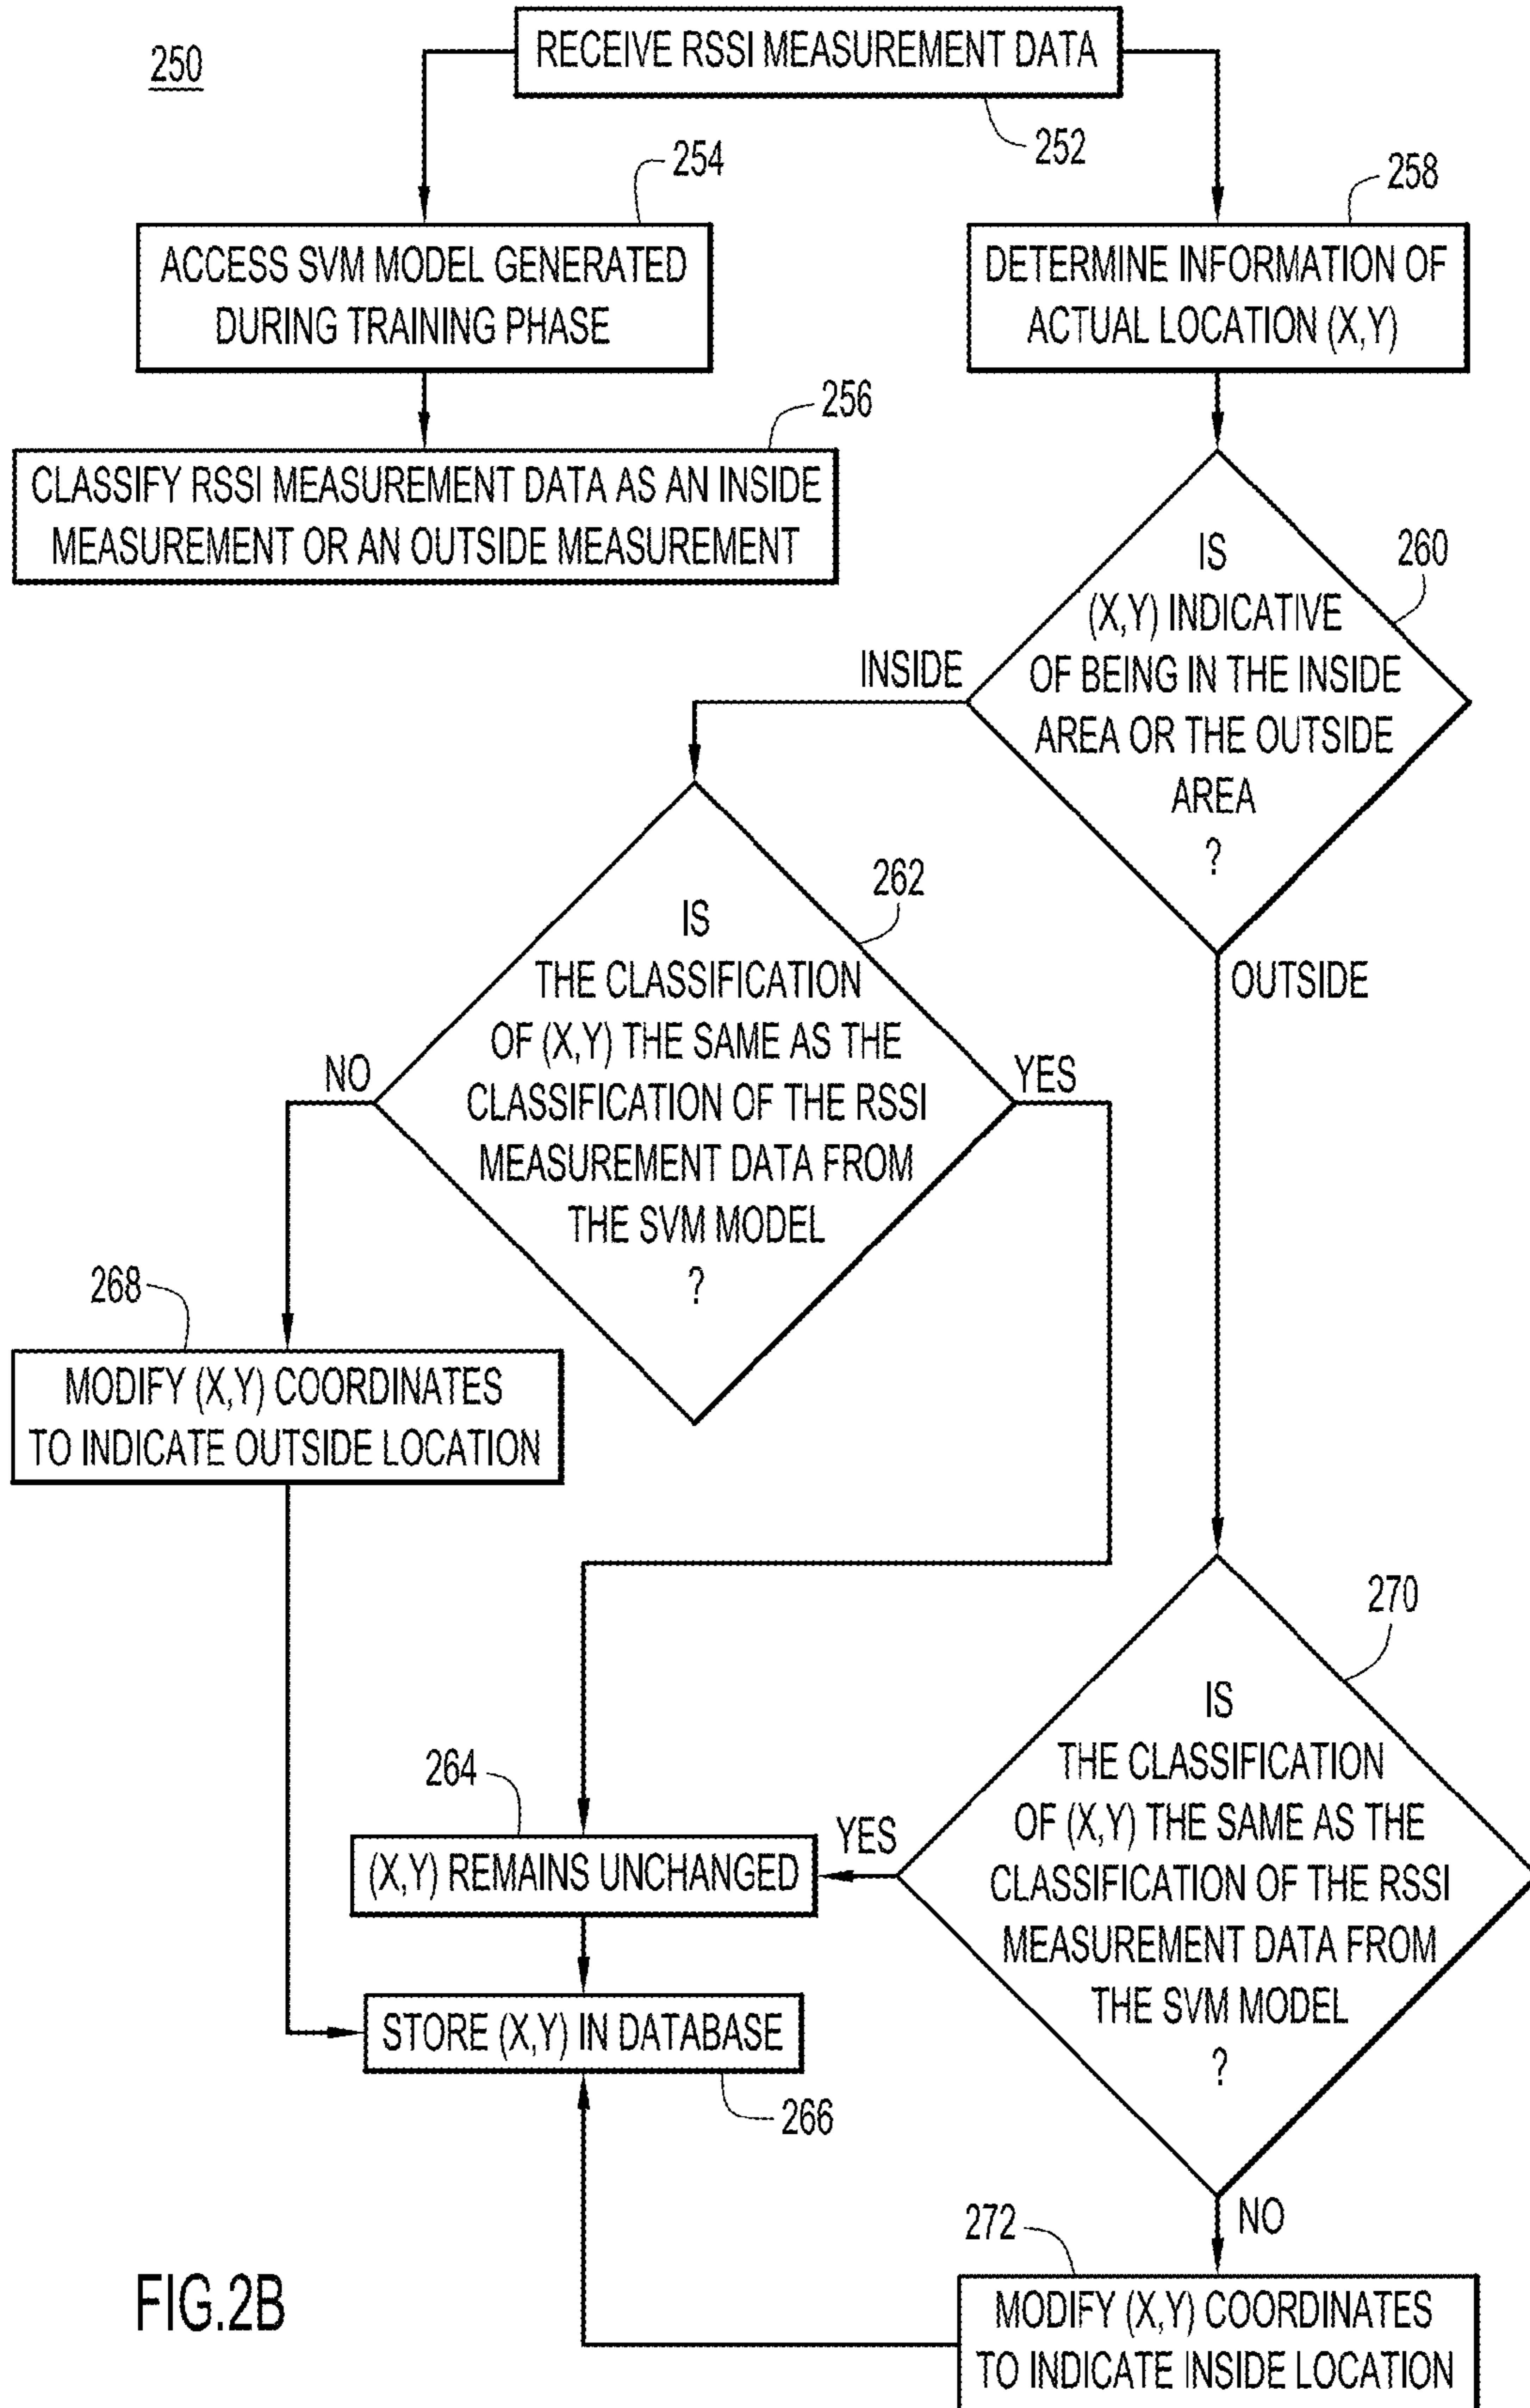 250
RECEIVE RSSI MEASUREMENT DATA
252
254
258
ACCESS SVM MODEL GENERATED
DURING TRAINING PHASE
DETERMINE INFORMATION OF
ACTUAL LOCATION (X,Y)
256
CLASSIFY RSSI MEASUREMENT DATA AS AN INSIDE
MEASUREMENT OR AN OUTSIDE MEASUREMENT
260
IS
(X,Y) INDICATIVE
OF BEING IN THE INSIDE
AREA OR THE OUTSIDE
AREA
?
INSIDE
OUTSIDE
262
IS
THE CLASSIFICATION
OF (X,Y) THE SAME AS THE
CLASSIFICATION OF THE RSSI
MEASUREMENT DATA FROM
THE SVM MODEL
?
NO
YES
268
MODIFY (X,Y) COORDINATES
TO INDICATE OUTSIDE LOCATION
270
IS
THE CLASSIFICATION
OF (X,Y) THE SAME AS THE
CLASSIFICATION OF THE RSSI
MEASUREMENT DATA FROM
THE SVM MODEL
?
YES
NO
264
(X,Y) REMAINS UNCHANGED
STORE (X,Y) IN DATABASE
266
272
MODIFY (X,Y) COORDINATES
TO INDICATE INSIDE LOCATION
FIG.2B